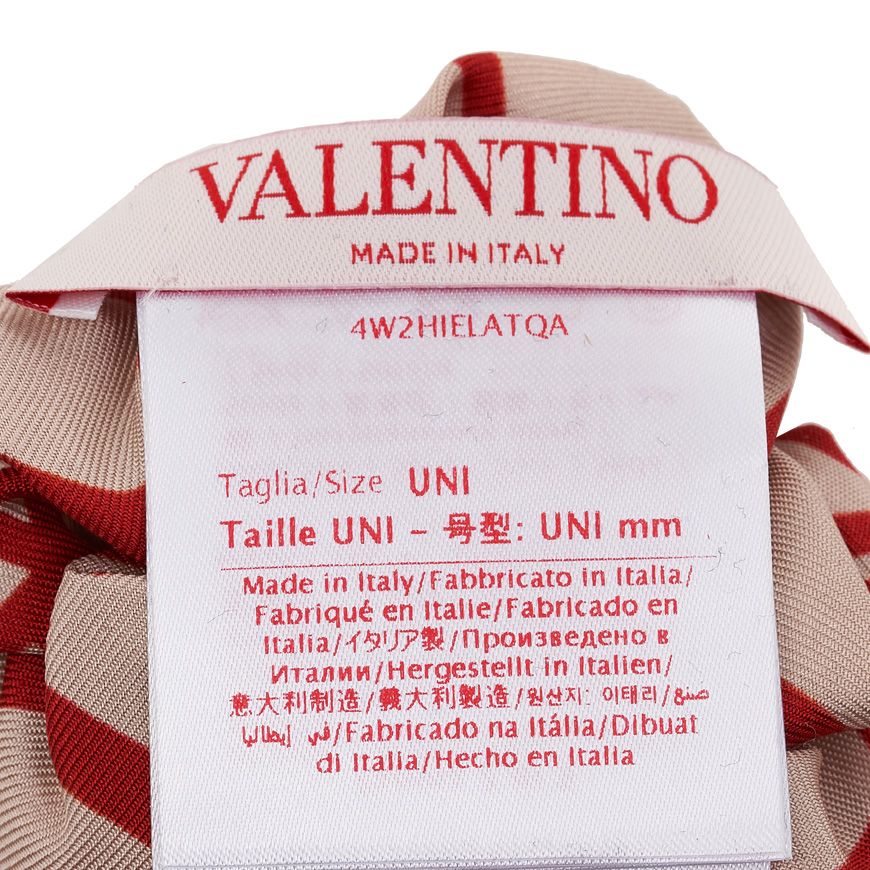 VALENTINO
MADE IN ITALY
4W2HIELATQA
Taglia/Size UNI
Taille UNI – 号型: UNI mm
Made in Italy/Fabbricato in Italia/
Fabriqué en Italie/Fabricado en
Italia/イタリア製/Произведено в
Италии/Hergestellt in Italien/
意大利制造/義大利製造/원산지: 이태리/صنع
في إيطاليا/Fabricado na Itália/Dibuat
di Italia/Hecho en Italia